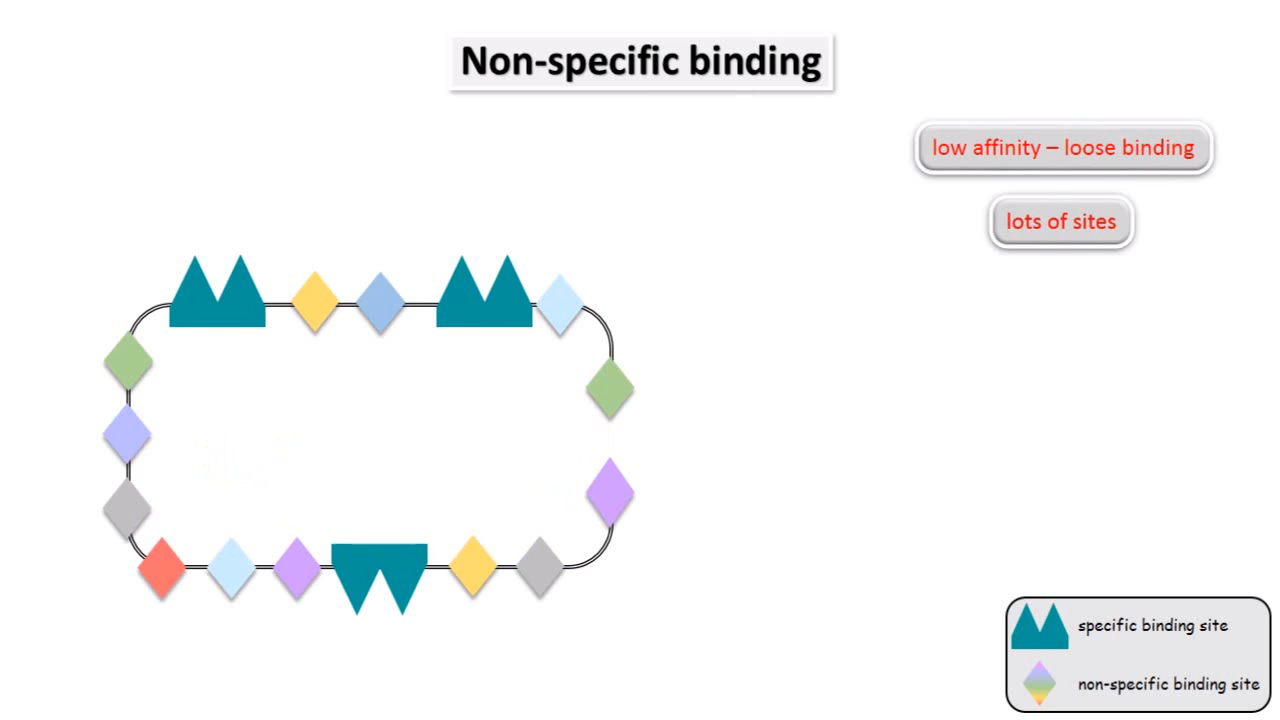 Non-specific binding
low affinity – loose binding
lots of sites
specific binding site
non-specific binding site